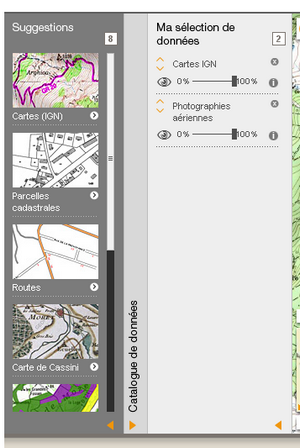 Suggestions
8
Cartes (IGN)
Parcelles
cadastrales
Routes
Carte de Cassini
Catalogue de données
Ma sélection de
données
2
Cartes IGN
0% 100%
Photographies
aériennes
0% 100%